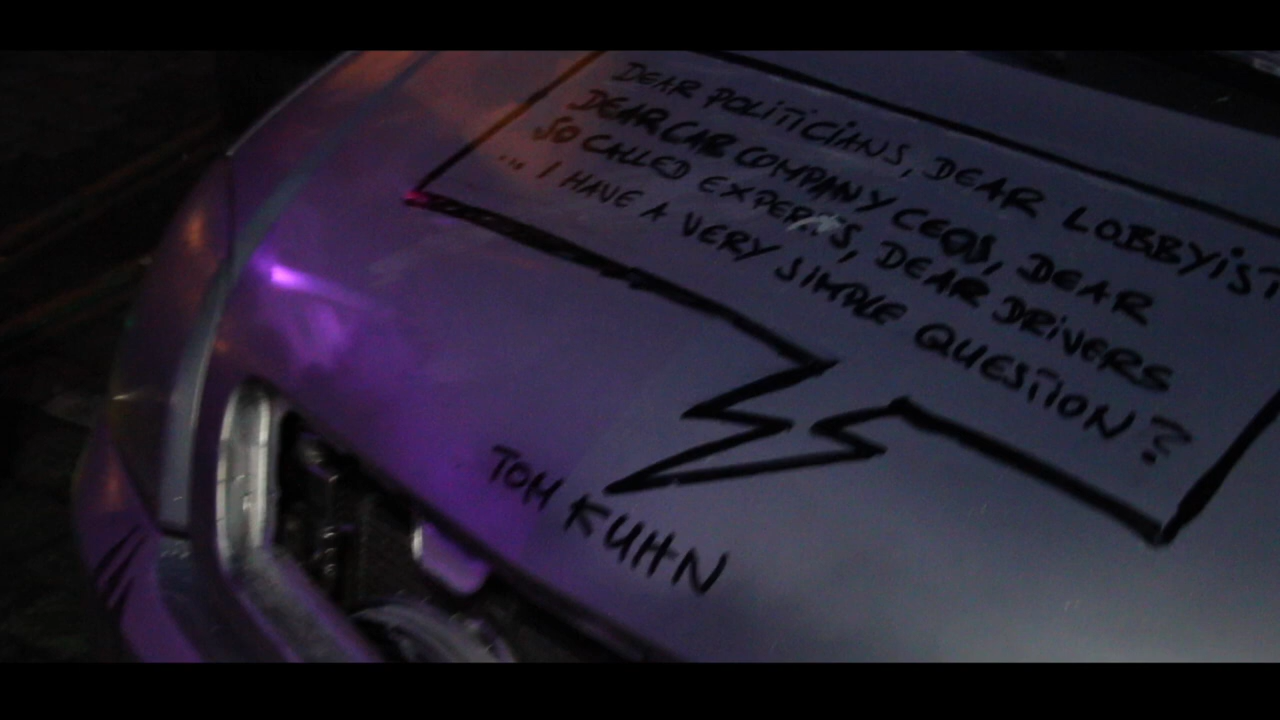 DEAR POLITICIANS, DEAR LOBBYIST
DEAR CAR COMPANY CEOS, DEAR
SO CALLED EXPERTS, DEAR DRIVERS
... I HAVE A VERY SIMPLE QUESTION?
TOM KUHN